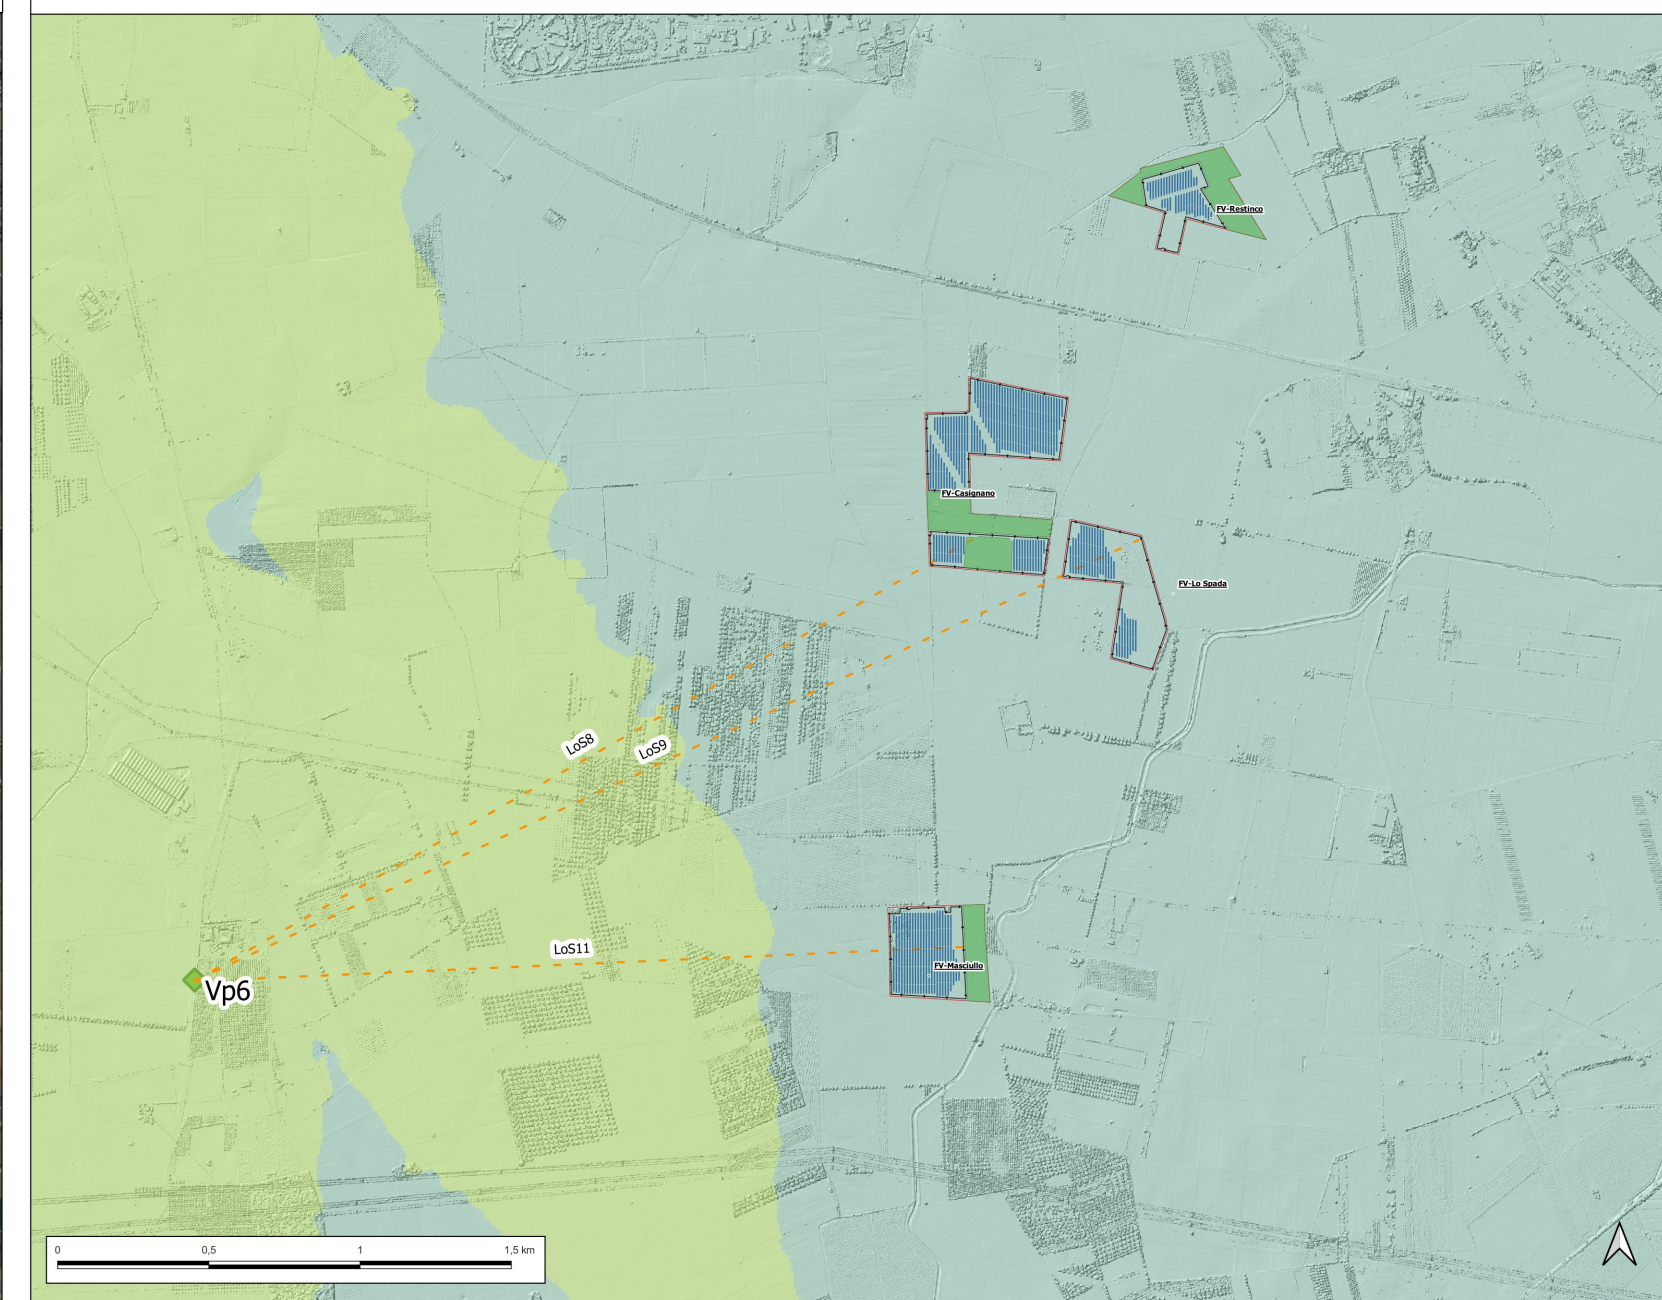 FV-Restinco
FV-Casignano
FV-Lo Spada
LoS8
LoS9
LoS11
FV-Masciullo
Vp6
0 0,5 1 1,5 km